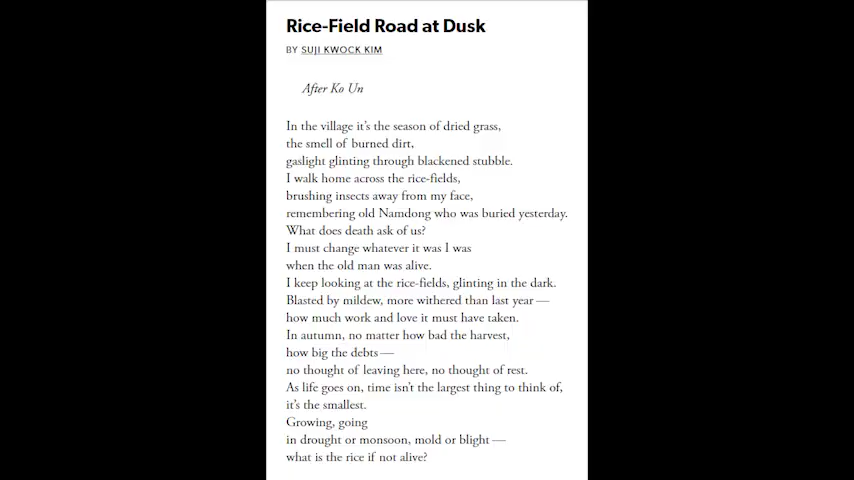 Rice-Field Road at Dusk
BY SUJI KWOCK KIM
After Ko Un
In the village it's the season of dried grass,
the smell of burned dirt,
gaslight glinting through blackened stubble.
I walk home across the rice-fields,
brushing insects away from my face,
remembering old Namdong who was buried yesterday.
What does death ask of us?
I must change whatever it was I was
when the old man was alive.
I keep looking at the rice-fields, glinting in the dark.
Blasted by mildew, more withered than last year —
how much work and love it must have taken.
In autumn, no matter how bad the harvest,
how big the debts —
no thought of leaving here, no thought of rest.
As life goes on, time isn't the largest thing to think of,
it's the smallest.
Growing, going
in drought or monsoon, mold or blight —
what is the rice if not alive?